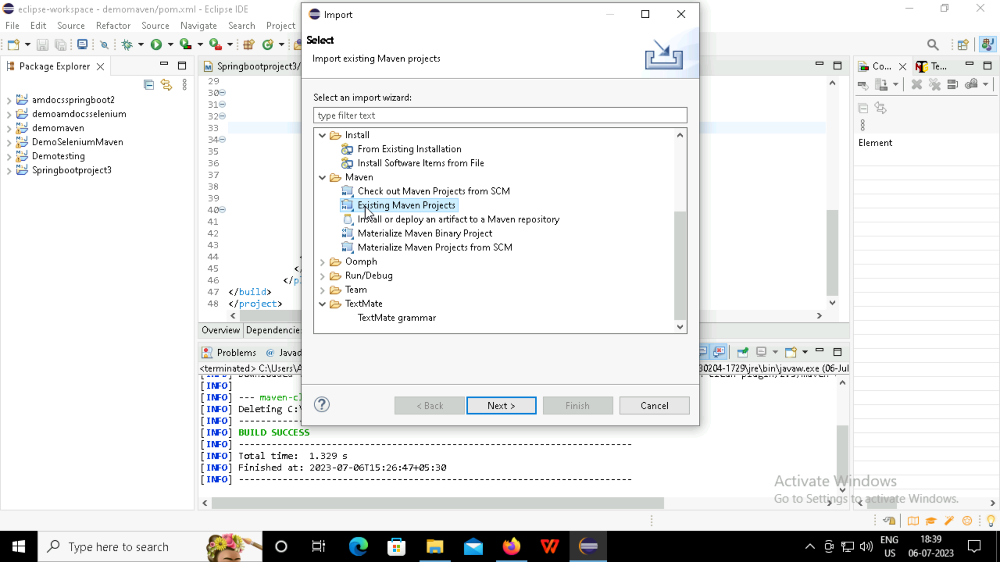 eclipse-workspace - demomaven/pom.xml - Eclipse IDE
File Edit Source Refactor Source Navigate Search Project
Package Explorer
amdocsspringboot2
demoamdocsselenium
demomaven
DemoSeleniumMaven
Demotesting
Springbootproject3
Springbootproject3/
29
30
31
32
33
34
35
36
37
38
39
40
41
42
43
44
45 </
46 </p
47 </build>
48 </project>
Overview Dependencie
Import
Select
Import existing Maven projects
Select an import wizard:
type filter text
Install
From Existing Installation
Install Software Items from File
Maven
Check out Maven Projects from SCM
Existing Maven Projects
Install or deploy an artifact to a Maven repository
Materialize Maven Binary Project
Materialize Maven Projects from SCM
Oomph
Run/Debug
Team
TextMate
TextMate grammar
< Back Next > Finish Cancel
Co... Te...
Element
Problems @ Javad
<terminated> C:\Users\A 30204-1729\jre\bin\javaw.exe (06-Jul
[INFO]
[INFO] --- maven-cl
[INFO] Deleting C:\
[INFO] ------------------------------------------------------------------------
[INFO] BUILD SUCCESS
[INFO] ------------------------------------------------------------------------
[INFO] Total time: 1.329 s
[INFO] Finished at: 2023-07-06T15:26:47+05:30
[INFO] ------------------------------------------------------------------------
Activate Windows
Go to Settings to activate Windows.
Type here to search
ENG
US
18:39
06-07-2023